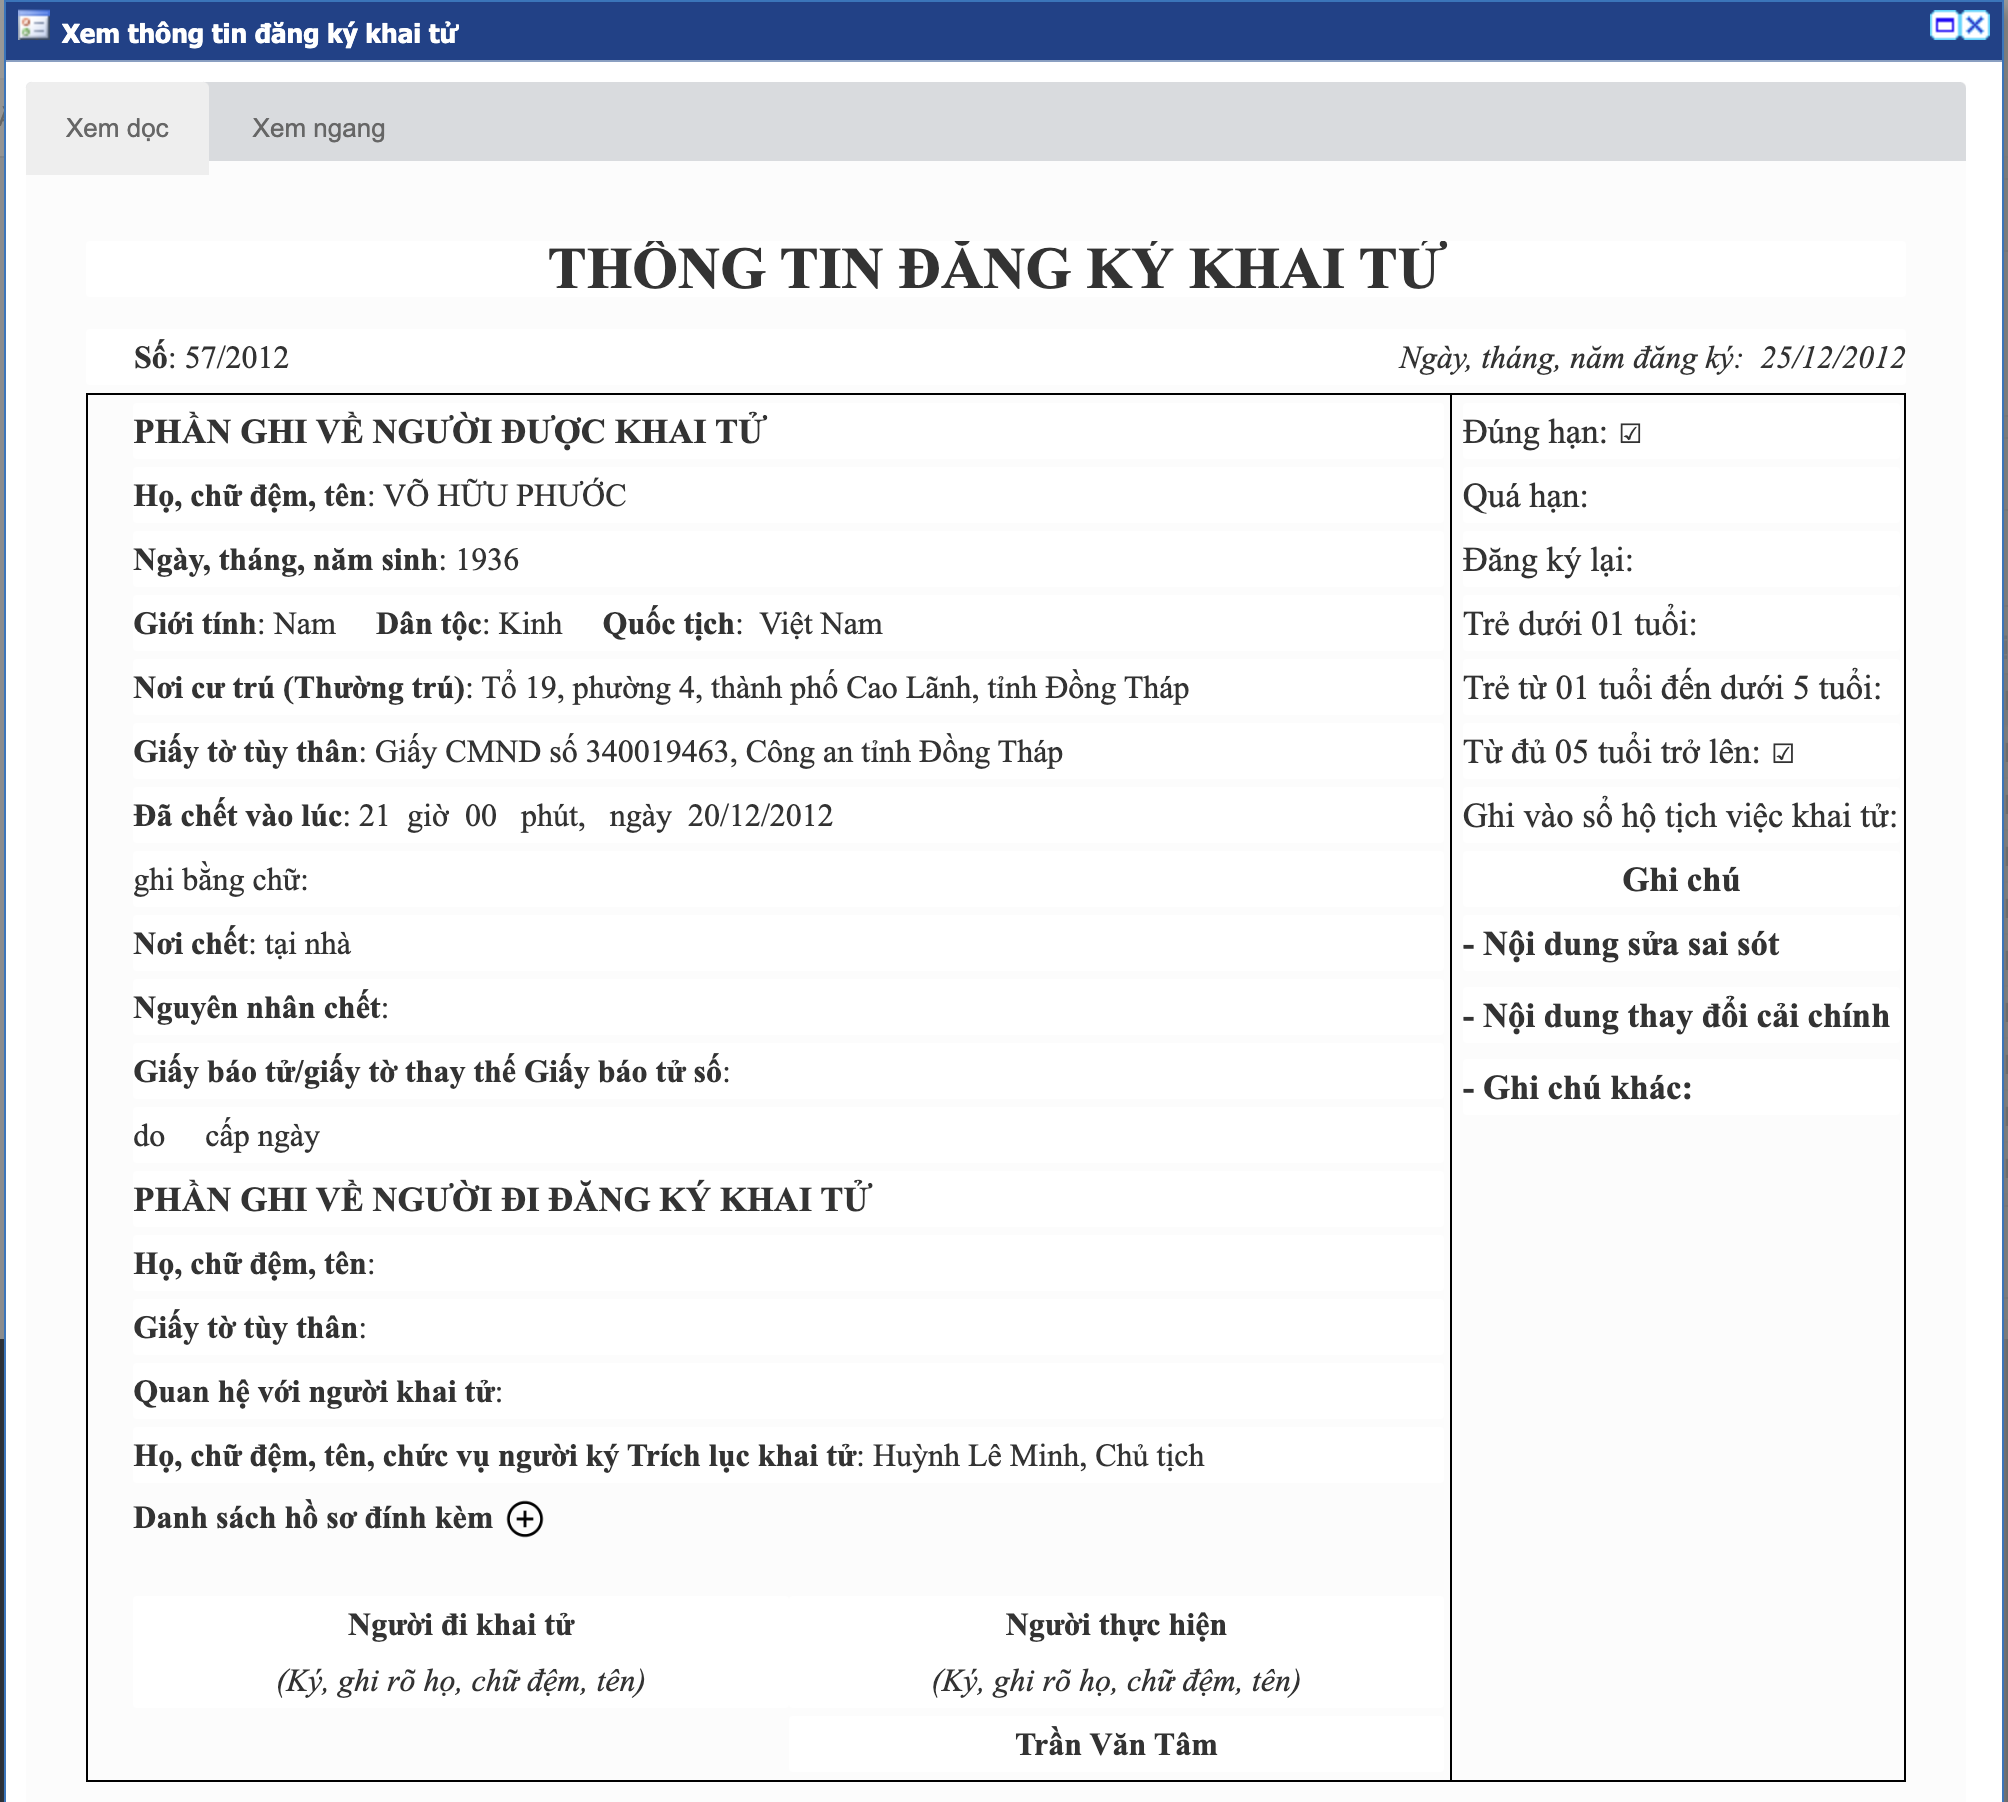 Xem thông tin đăng ký khai tử
Xem dọc
Xem ngang
THÔNG TIN ĐĂNG KÝ KHAI TỬ
Số: 57/2012
Ngày, tháng, năm đăng ký: 25/12/2012
PHẦN GHI VỀ NGƯỜI ĐƯỢC KHAI TỬ
Họ, chữ đệm, tên: VÕ HỮU PHƯỚC
Ngày, tháng, năm sinh: 1936
Giới tính: Nam Dân tộc: Kinh Quốc tịch: Việt Nam
Nơi cư trú (Thường trú): Tổ 19, phường 4, thành phố Cao Lãnh, tỉnh Đồng Tháp
Giấy tờ tùy thân: Giấy CMND số 340019463, Công an tỉnh Đồng Tháp
Đã chết vào lúc: 21 giờ 00 phút, ngày 20/12/2012
ghi bằng chữ:
Nơi chết: tại nhà
Nguyên nhân chết:
Giấy báo tử/giấy tờ thay thế Giấy báo tử số:
do cấp ngày
PHẦN GHI VỀ NGƯỜI ĐI ĐĂNG KÝ KHAI TỬ
Họ, chữ đệm, tên:
Giấy tờ tùy thân:
Quan hệ với người khai tử:
Họ, chữ đệm, tên, chức vụ người ký Trích lục khai tử: Huỳnh Lê Minh, Chủ tịch
Danh sách hồ sơ đính kèm
Người đi khai tử
(Ký, ghi rõ họ, chữ đệm, tên)
Người thực hiện
(Ký, ghi rõ họ, chữ đệm, tên)
Trần Văn Tâm
Đúng hạn: ☑
Quá hạn:
Đăng ký lại:
Trẻ dưới 01 tuổi:
Trẻ từ 01 tuổi đến dưới 5 tuổi:
Từ đủ 05 tuổi trở lên: ☑
Ghi vào sổ hộ tịch việc khai tử:
Ghi chú
- Nội dung sửa sai sót
- Nội dung thay đổi cải chính
- Ghi chú khác: